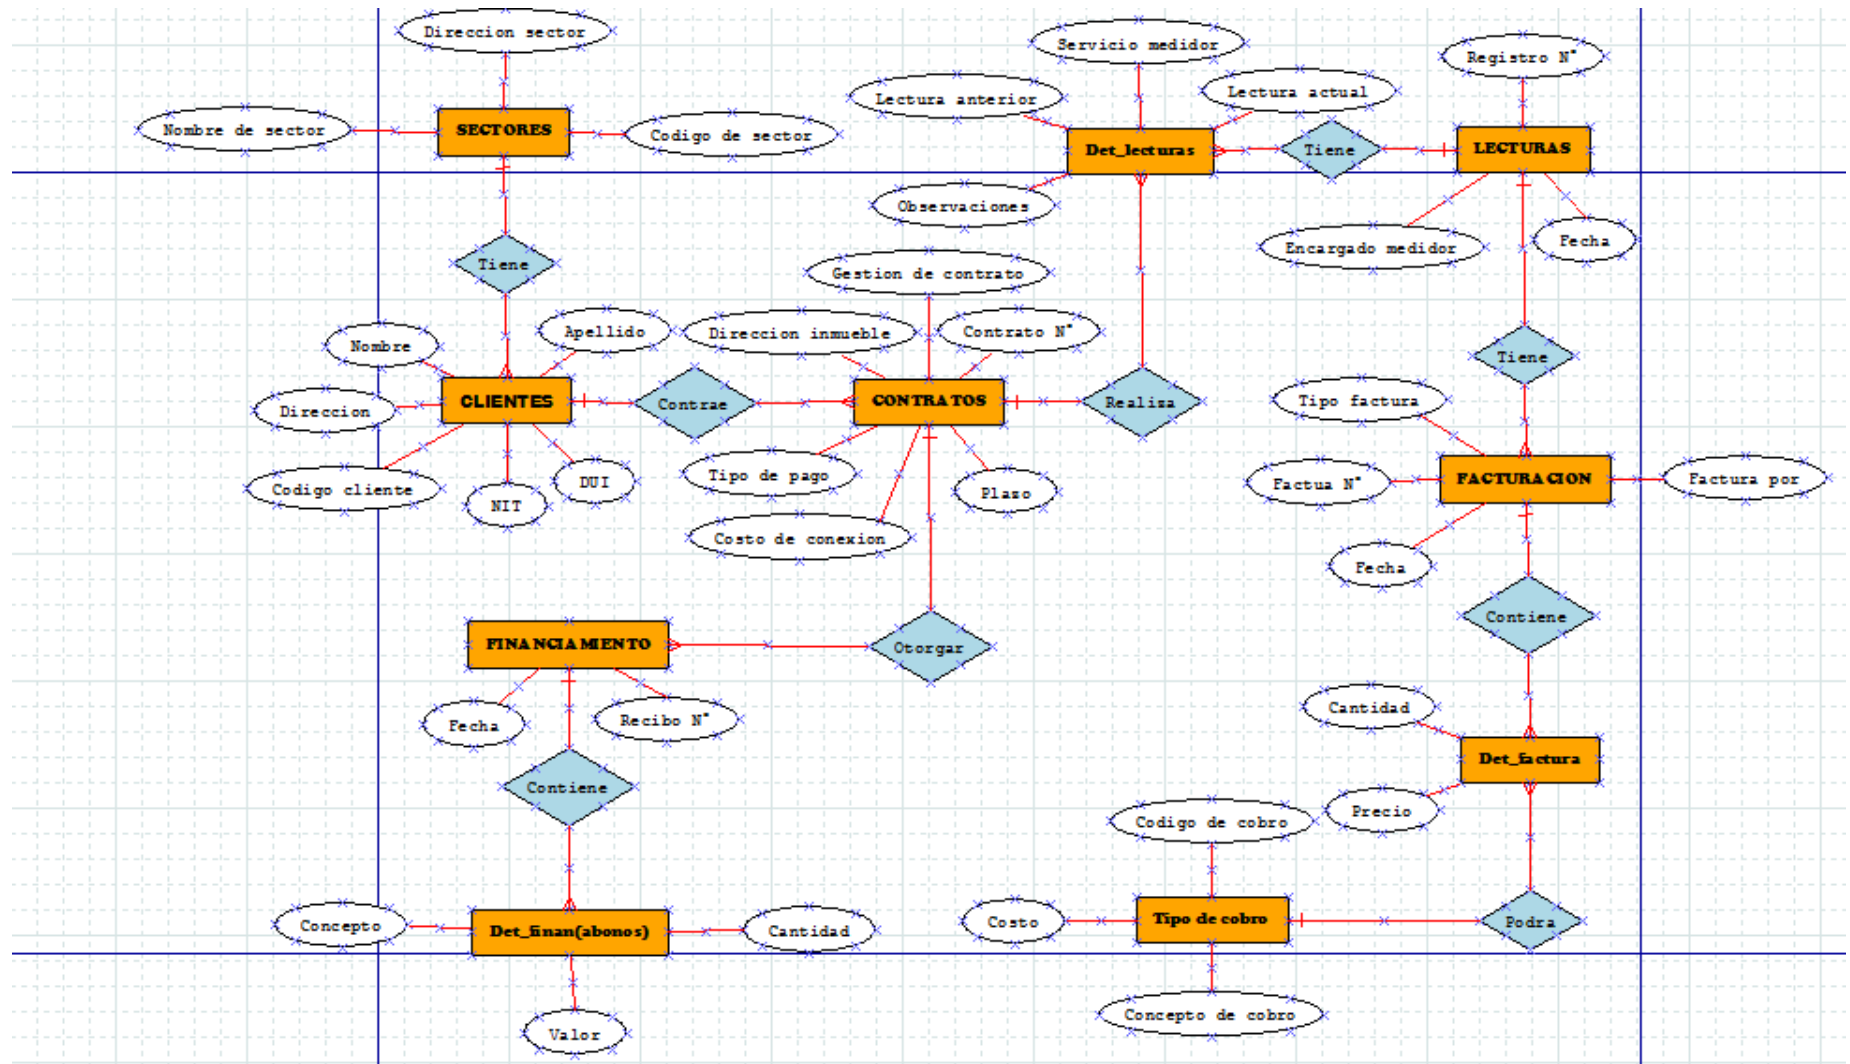 Direccion sector
Servicio medidor
Registro N°
Lectura anterior
Lectura actual
Nombre de sector
SECTORES
Codigo de sector
Det_lecturas
Tiene
LECTURAS
Observaciones
Encargado medidor
Fecha
Tiene
Gestion de contrato
Nombre
Apellido
Direccion inmueble
Contrato N°
Tiene
Direccion
CLIENTES
Contrae
CONTRATOS
Realiza
Tipo factura
Codigo cliente
NIT
DUI
Tipo de pago
Plazo
Factua N°
FACTURACION
Factura por
Costo de conexion
Fecha
FINANCIAMIENTO
Otorgar
Contiene
Fecha
Recibo N°
Cantidad
Contiene
Det_factura
Precio
Codigo de cobro
Concepto
Det_finan(abonos)
Cantidad
Costo
Tipo de cobro
Podra
Valor
Concepto de cobro